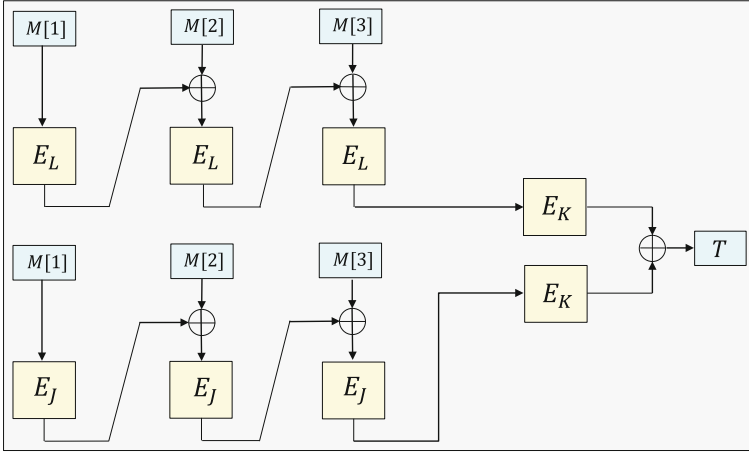 M[1] M[2] M[3]
E_L E_L E_L
E_K
T
E_K
M[1] M[2] M[3]
E_J E_J E_J